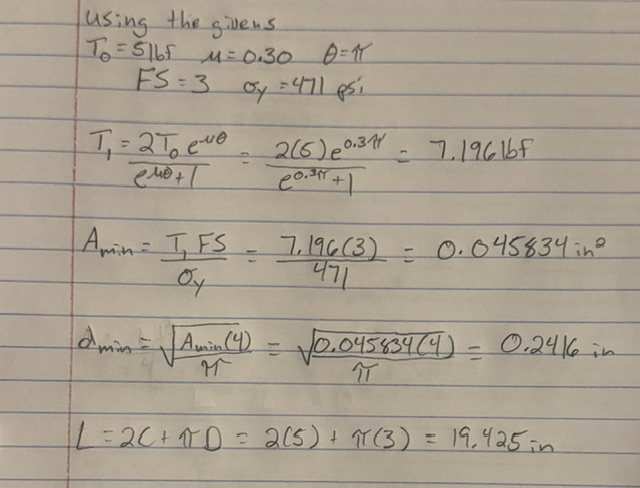 Using the givens
T₀ = 5 lbf μ = 0.30 θ = π
FS = 3 σy = 471 psi
T₁ = 2T₀e^μθ / e^μθ + 1 = 2(5)e^0.3π / e^0.3π + 1 = 7.196 lbf
Amin = T₁ FS / σy = 7.196(3) / 471 = 0.045834 in²
dmin = √Amin(4) / π = √0.045834(4) / π = 0.2416 in
L = 2C + πD = 2(5) + π(3) = 19.425 in